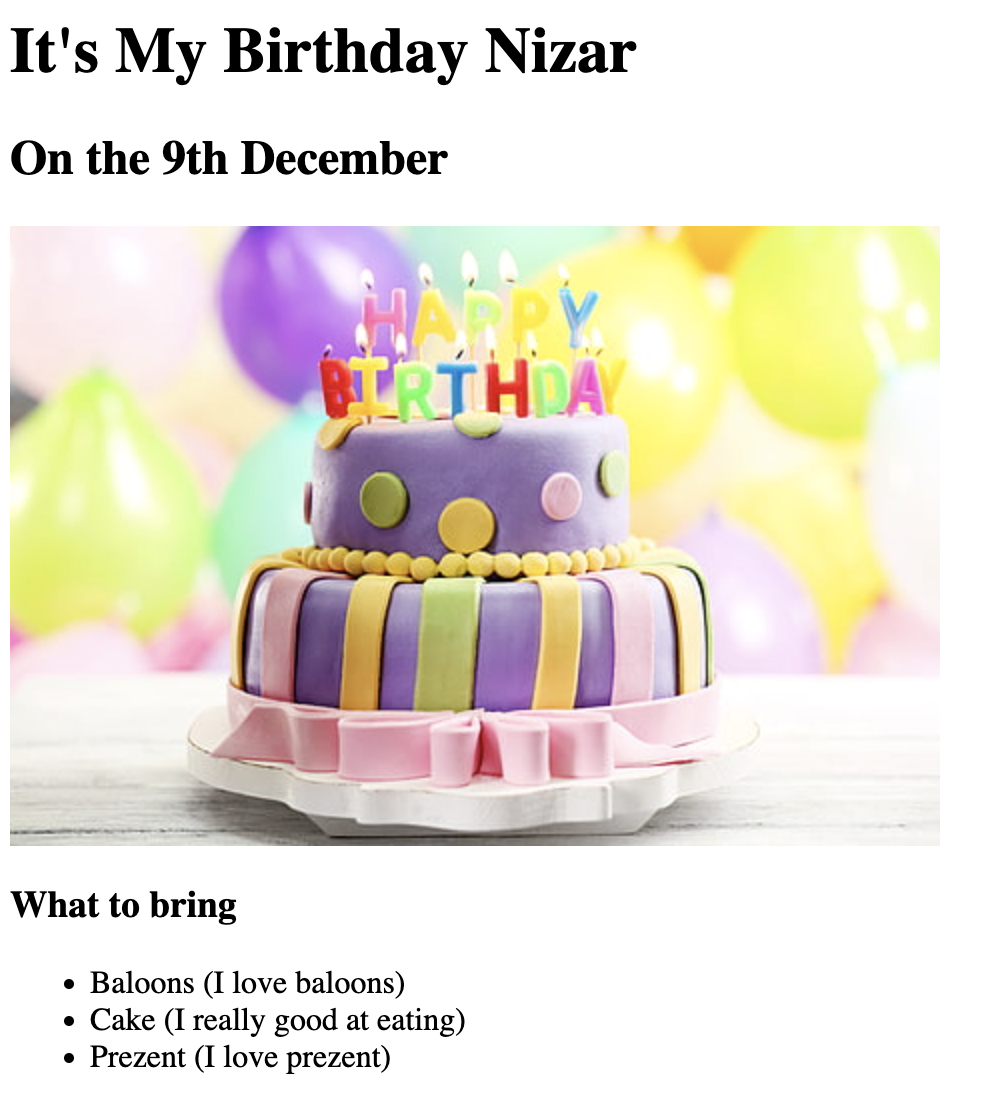 It's My Birthday Nizar
On the 9th December
HAPPY
BIRTHDAY
What to bring
Baloons (I love baloons)
Cake (I really good at eating)
Prezent (I love prezent)